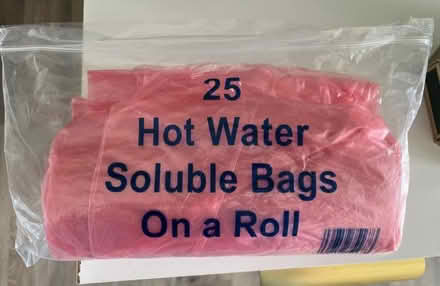 25
Hot Water
Soluble Bags
On a Roll